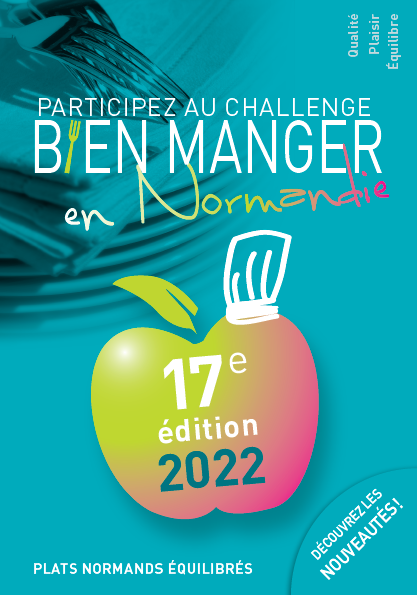 Qualité
Plaisir
Équilibre
PARTICIPEZ AU CHALLENGE
BIEN MANGER
en Normandie
17e
édition
2022
DÉCOUVREZ LES
NOUVEAUTÉS !
PLATS NORMANDS ÉQUILIBRÉS